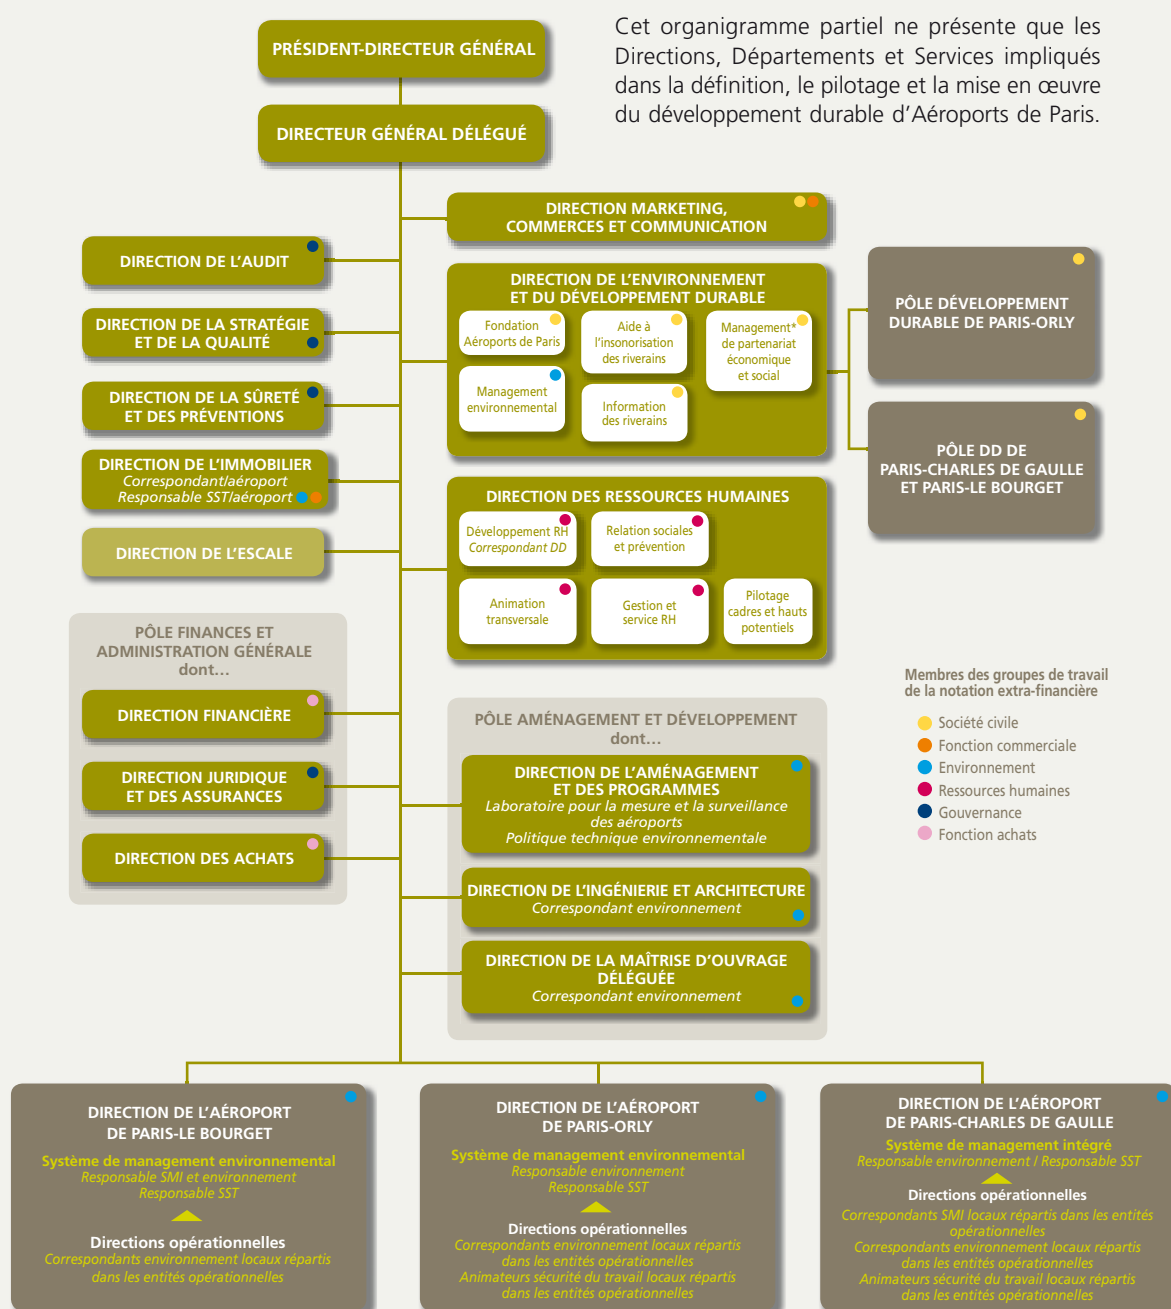 Cet organigramme partiel ne présente que les
Directions, Départements et Services impliqués
dans la définition, le pilotage et la mise en œuvre
du développement durable d’Aéroports de Paris.
PRÉSIDENT-DIRECTEUR GÉNÉRAL
DIRECTEUR GÉNÉRAL DÉLÉGUÉ
DIRECTION MARKETING,
COMMERCES ET COMMUNICATION
DIRECTION DE L’AUDIT
DIRECTION DE LA STRATÉGIE
ET DE LA QUALITÉ
DIRECTION DE LA SÛRETÉ
ET DES PRÉVENTIONS
DIRECTION DE L’IMMOBILIER
Correspondant/aéroport
Responsable SST/aéroport
DIRECTION DE L’ESCALE
DIRECTION DE L’ENVIRONNEMENT
ET DU DÉVELOPPEMENT DURABLE
Fondation
Aéroports de Paris
Aide à
l’insonorisation
des riverains
Management*
de partenariat
économique
et social
Management
environnemental
Information
des riverains
PÔLE DÉVELOPPEMENT
DURABLE DE PARIS-ORLY
PÔLE DD DE
PARIS-CHARLES DE GAULLE
ET PARIS-LE BOURGET
DIRECTION DES RESSOURCES HUMAINES
Développement RH
Correspondant DD
Relation sociales
et prévention
Animation
transversale
Gestion et
service RH
Pilotage
cadres et hauts
potentiels
PÔLE FINANCES ET
ADMINISTRATION GÉNÉRALE
dont…
DIRECTION FINANCIÈRE
DIRECTION JURIDIQUE
ET DES ASSURANCES
DIRECTION DES ACHATS
PÔLE AMÉNAGEMENT ET DÉVELOPPEMENT
dont…
DIRECTION DE L’AMÉNAGEMENT
ET DES PROGRAMMES
Laboratoire pour la mesure et la surveillance
des aéroports
Politique technique environnementale
DIRECTION DE L’INGÉNIERIE ET ARCHITECTURE
Correspondant environnement
DIRECTION DE LA MAÎTRISE D’OUVRAGE
DÉLÉGUÉE
Correspondant environnement
Membres des groupes de travail
de la notation extra-financière
Société civile
Fonction commerciale
Environnement
Ressources humaines
Gouvernance
Fonction achats
DIRECTION DE L’AÉROPORT
DE PARIS-LE BOURGET
Système de management environnemental
Responsable SMI et environnement
Responsable SST
Directions opérationnelles
Correspondants environnement locaux répartis
dans les entités opérationnelles
DIRECTION DE L’AÉROPORT
DE PARIS-ORLY
Système de management environnemental
Responsable environnement
Responsable SST
Directions opérationnelles
Correspondants environnement locaux répartis
dans les entités opérationnelles
Animateurs sécurité du travail locaux répartis
dans les entités opérationnelles
DIRECTION DE L’AÉROPORT
DE PARIS-CHARLES DE GAULLE
Système de management intégré
Responsable environnement / Responsable SST
Directions opérationnelles
Correspondants SMI locaux répartis dans les entités
opérationnelles
Correspondants environnement locaux répartis
dans les entités opérationnelles
Animateurs sécurité du travail locaux répartis
dans les entités opérationnelles